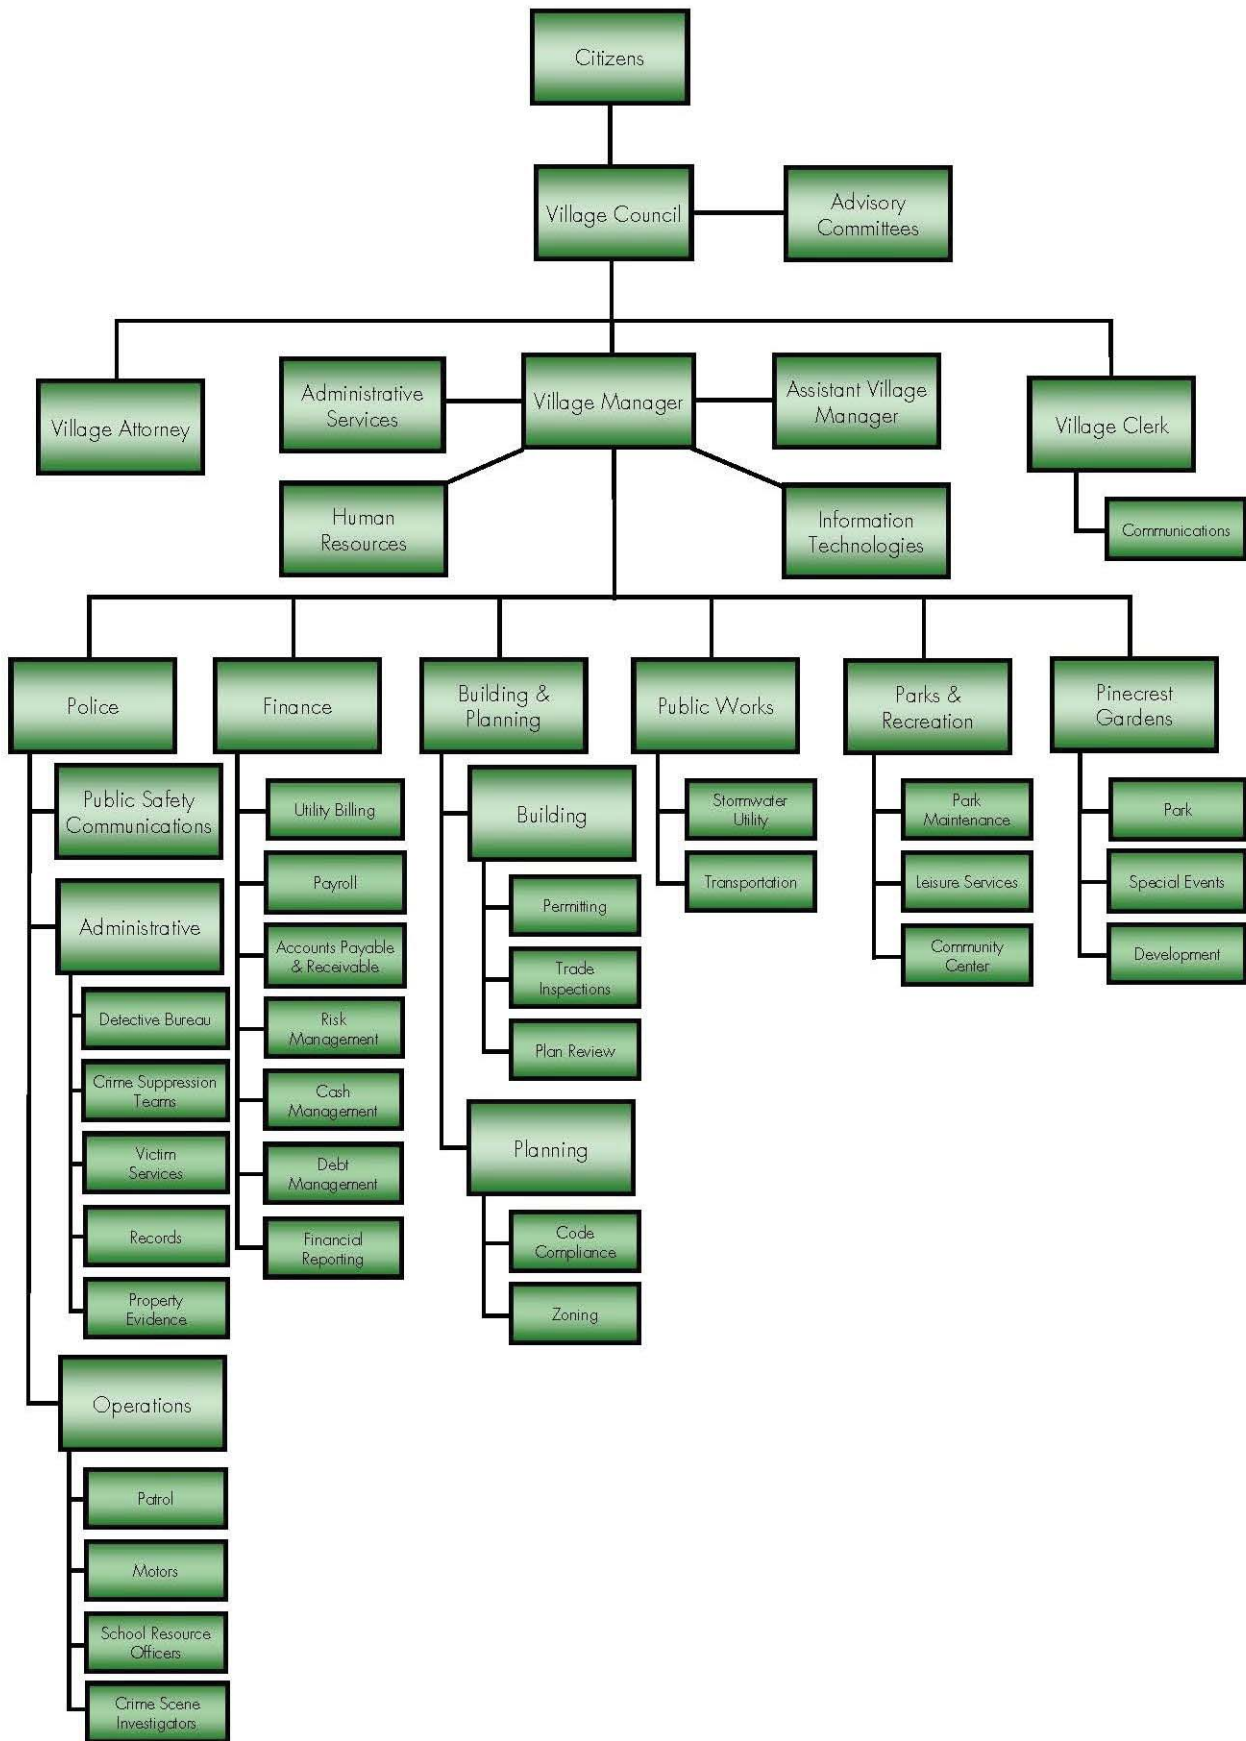 Citizens
Village Council
Advisory
Committees
Village Attorney
Administrative
Services
Village Manager
Assistant Village
Manager
Village Clerk
Human
Resources
Information
Technologies
Communications
Police
Finance
Building &
Planning
Public Works
Parks &
Recreation
Pinecrest
Gardens
Public Safety
Communications
Administrative
Detective Bureau
Crime Suppression
Teams
Victim
Services
Records
Property
Evidence
Operations
Patrol
Motors
School Resource
Officers
Crime Scene
Investigators
Utility Billing
Payroll
Accounts Payable
& Receivable
Risk
Management
Cash
Management
Debt
Management
Financial
Reporting
Building
Permitting
Trade
Inspections
Plan Review
Planning
Code
Compliance
Zoning
Stormwater
Utility
Transportation
Park
Maintenance
Leisure Services
Community
Center
Park
Special Events
Development